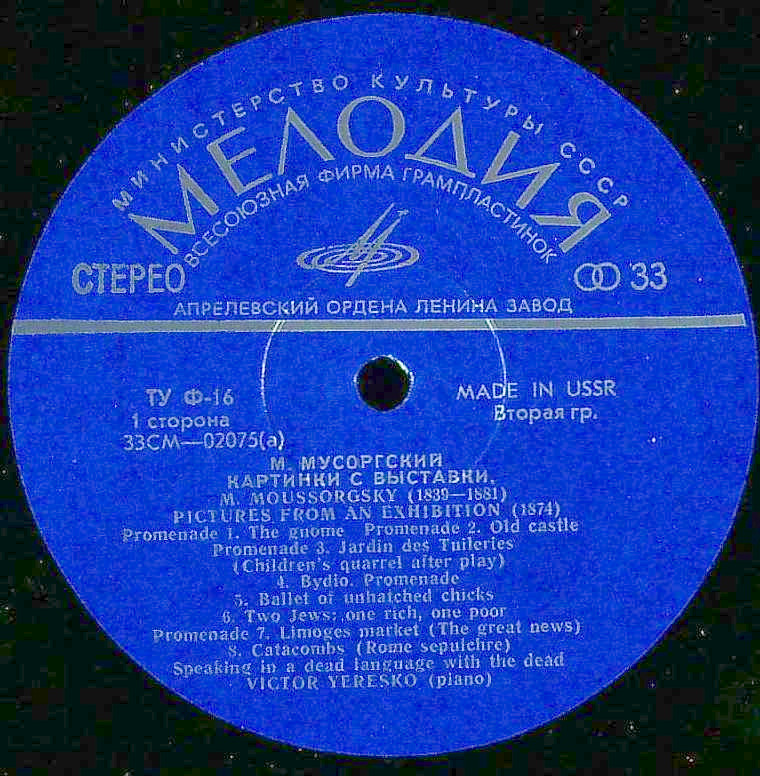 МИНИСТЕРСТВО КУЛЬТУРЫ СССР
МЕЛОДИЯ
ВСЕСОЮЗНАЯ ФИРМА ГРАМПЛАСТИНОК
СТЕРЕО
33
АПРЕЛЕВСКИЙ ОРДЕНА ЛЕНИНА ЗАВОД
ТУ Ф-16
MADE IN USSR
1 сторона
Вторая гр.
33СМ—02075(а)
М. МУСОРГСКИЙ
КАРТИНКИ С ВЫСТАВКИ.
M. MOUSSORGSKY (1839—1881)
PICTURES FROM AN EXHIBITION (1874)
Promenade 1. The gnome Promenade 2. Old castle
Promenade 3. Jardin des Tuileries
(Children's quarrel after play)
4. Bydlo. Promenade
5. Ballet of unhatched chicks
6. Two Jews: one rich, one poor
Promenade 7. Limoges market (The great news)
8. Catacombs (Rome sepulchre)
Speaking in a dead language with the dead
VICTOR YERESKO (piano)